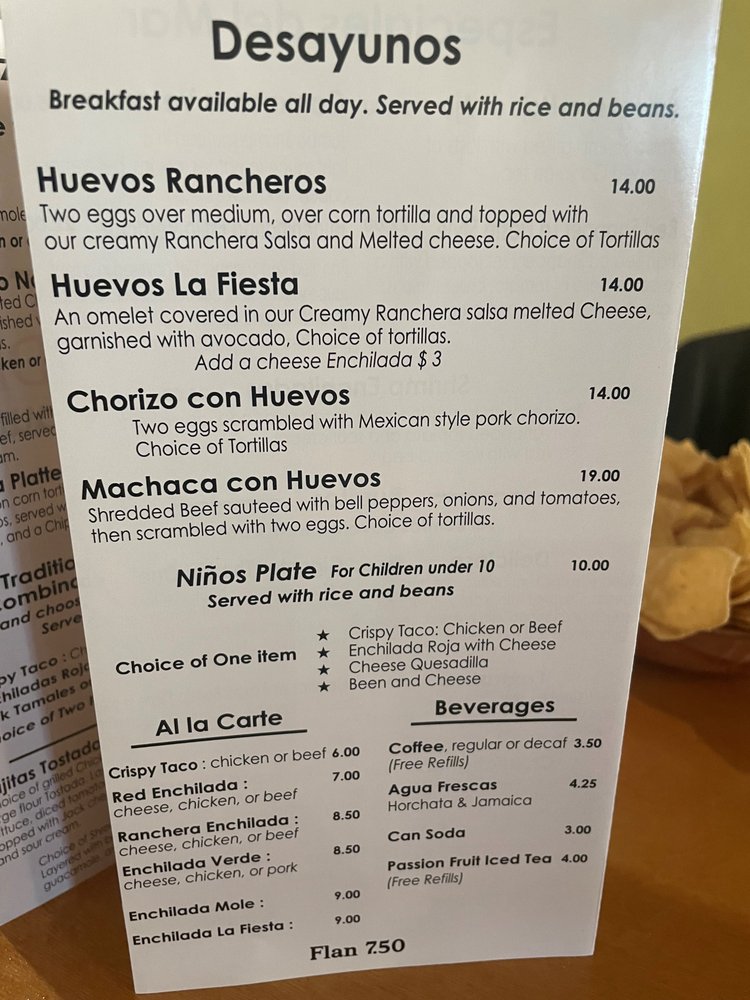 Desayunos
Breakfast available all day. Served with rice and beans.
Huevos Rancheros 14.00
Two eggs over medium, over corn tortilla and topped with
our creamy Ranchera Salsa and Melted cheese. Choice of Tortillas
Huevos La Fiesta 14.00
An omelet covered in our Creamy Ranchera salsa melted Cheese,
garnished with avocado, Choice of tortillas.
Add a cheese Enchilada $ 3
Chorizo con Huevos 14.00
Two eggs scrambled with Mexican style pork chorizo.
Choice of Tortillas
Machaca con Huevos 19.00
Shredded Beef sauteed with bell peppers, onions, and tomatoes,
then scrambled with two eggs. Choice of tortillas.
Niños Plate For Children under 10 10.00
Served with rice and beans
Choice of One item
★ Crispy Taco: Chicken or Beef
★ Enchilada Roja with Cheese
★ Cheese Quesadilla
★ Been and Cheese
Al la Carte
Crispy Taco : chicken or beef 6.00
Red Enchilada : 7.00
cheese, chicken, or beef
Ranchera Enchilada : 8.50
cheese, chicken, or beef
Enchilada Verde : 8.50
cheese, chicken, or pork
Enchilada Mole : 9.00
Enchilada La Fiesta : 9.00
Beverages
Coffee, regular or decaf 3.50
(Free Refills)
Agua Frescas 4.25
Horchata & Jamaica
Can Soda 3.00
Passion Fruit Iced Tea 4.00
(Free Refills)
Flan 7.50